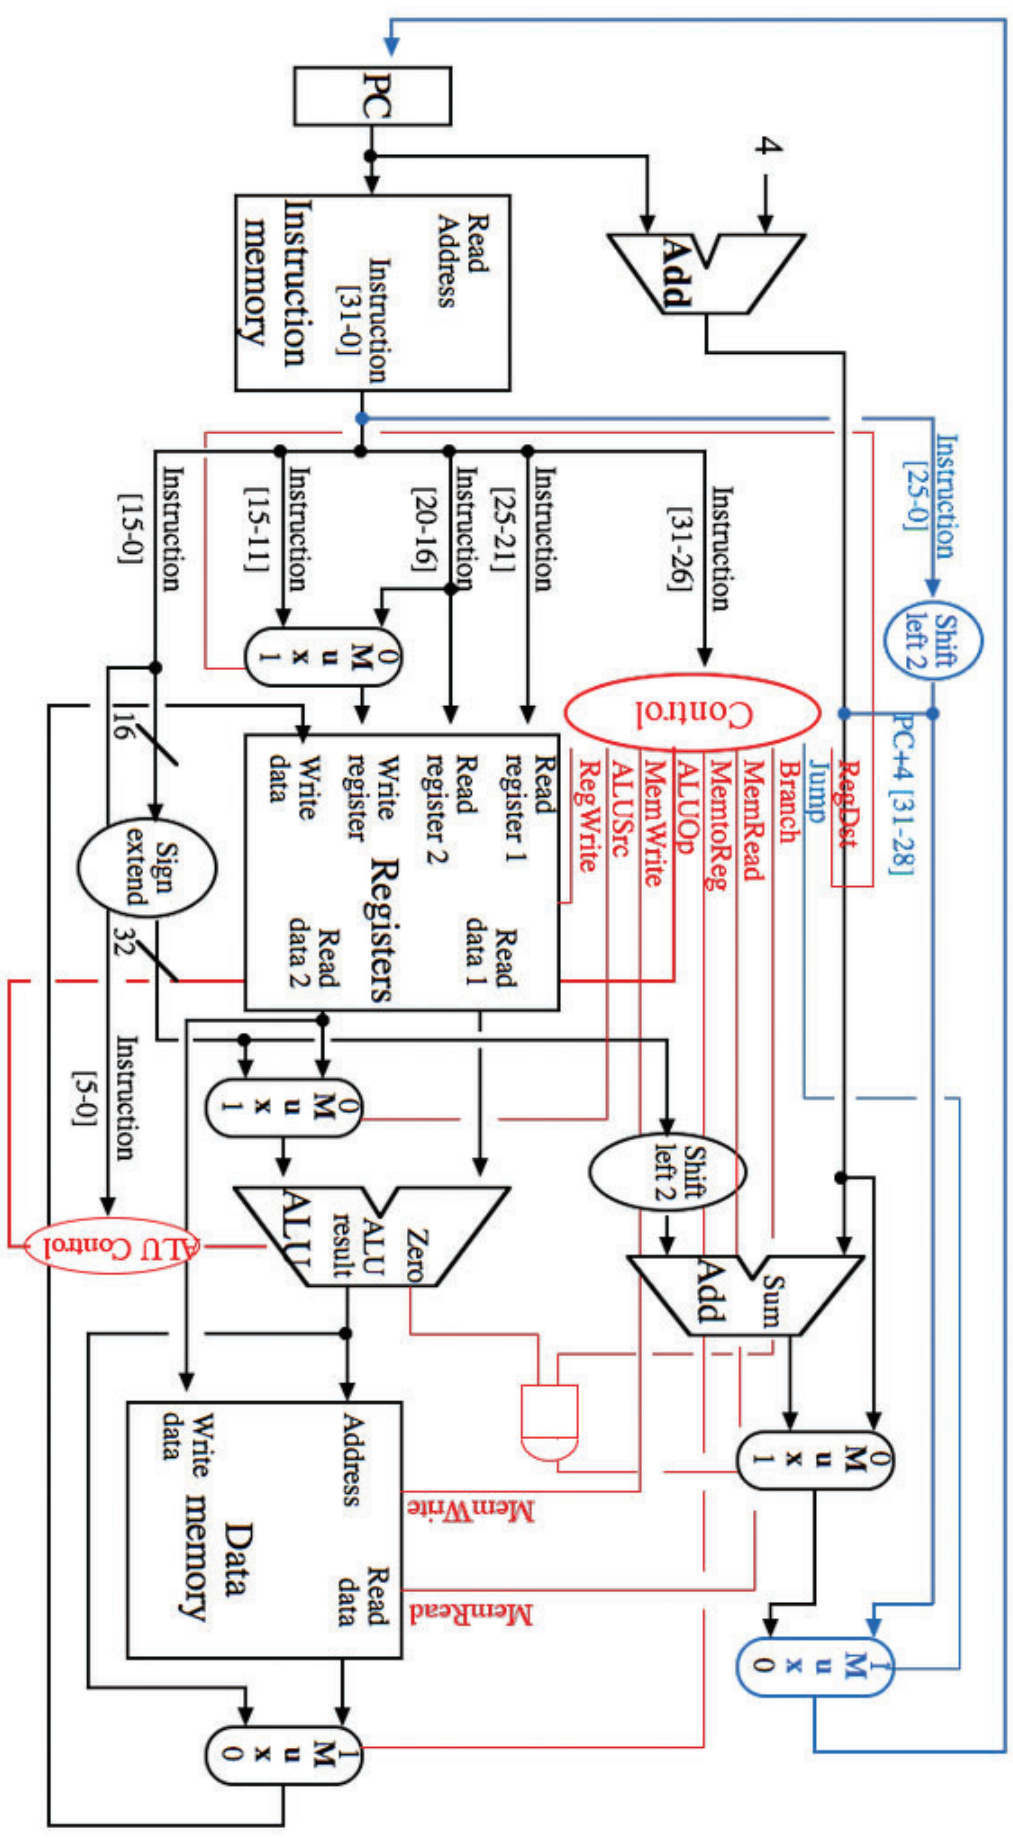 PC
4
Add
Read
Address
Instruction
[31-0]
Instruction
memory
Instruction
[25-0]
Shift
left 2
PC+4 [31-28]
Instruction
[31-26]
Instruction
[25-21]
Instruction
[20-16]
Instruction
[15-11]
Instruction
[15-0]
0
M
u
x
1
Control
RegDst
Jump
Branch
MemRead
MemtoReg
ALUOp
MemWrite
ALUSrc
RegWrite
Read
register 1
Read
register 2
Write
register
Write
data
Registers
Read
data 1
Read
data 2
16
Sign
extend
32
Instruction
[5-0]
0
M
u
x
1
Shift
left 2
ALU Control
Zero
ALU
result
ALU
Sum
Add
0
M
u
x
1
1
M
u
x
0
MemWrite
MemRead
Address
Write
data
Read
data
Data
memory
1
M
u
x
0